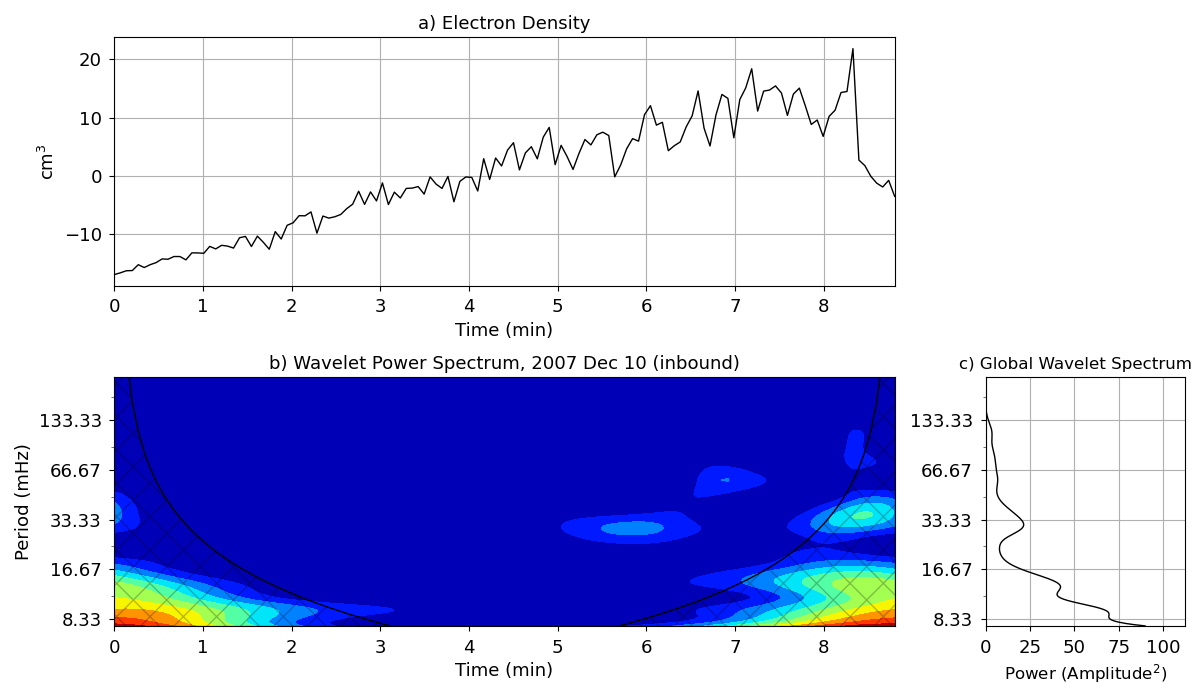 a) Electron Density
cm³
20
10
0
−10
0 1 2 3 4 5 6 7 8
Time (min)
b) Wavelet Power Spectrum, 2007 Dec 10 (inbound)
Period (mHz)
133.33
66.67
33.33
16.67
8.33
0 1 2 3 4 5 6 7 8
Time (min)
c) Global Wavelet Spectrum
133.33
66.67
33.33
16.67
8.33
0 25 50 75 100
Power (Amplitude²)